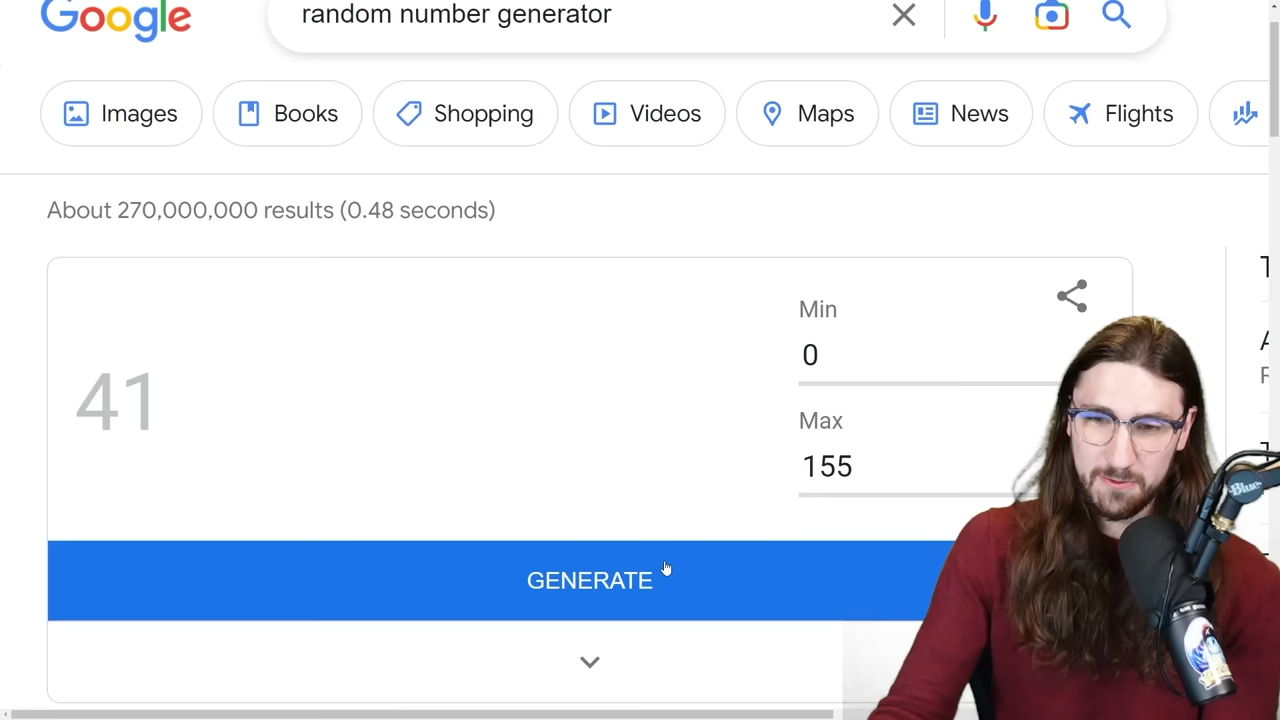 Google
random number generator
Images
Books
Shopping
Videos
Maps
News
Flights
About 270,000,000 results (0.48 seconds)
Min
0
41
Max
155
GENERATE
Blue